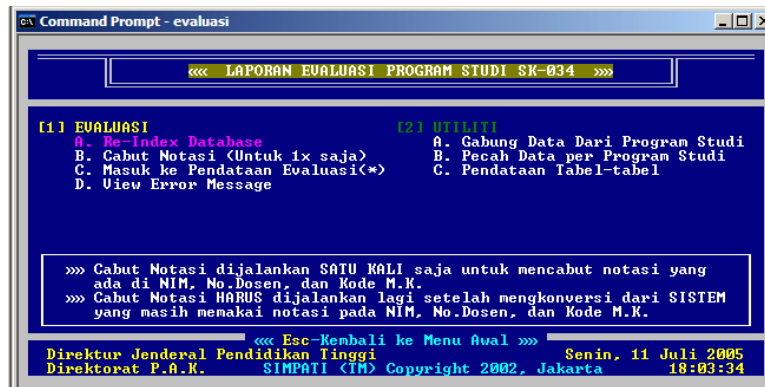 Command Prompt - evaluasi
<<<< LAPORAN EVALUASI PROGRAM STUDI SK-034 >>>>
[1] EVALUASI
A. Re-Index Database
B. Cabut Notasi (Untuk 1x saja)
C. Masuk ke Pendataan Evaluasi(*)
D. View Error Message
[2] UTILITI
A. Gabung Data Dari Program Studi
B. Pecah Data per Program Studi
C. Pendataan Tabel-tabel
>>>> Cabut Notasi dijalankan SATU KALI saja untuk mencabut notasi yang
ada di NIM, No.Dosen, dan Kode M.K.
>>>> Cabut Notasi HARUS dijalankan lagi setelah mengkonversi dari SISTEM
yang masih memakai notasi pada NIM, No.Dosen, dan Kode M.K.
<<<< Esc-Kembali ke Menu Awal >>>>
Direktur Jenderal Pendidikan Tinggi Senin, 11 Juli 2005
Direktorat P.A.K. SIMPATI (TM) Copyright 2002, Jakarta 18:03:34